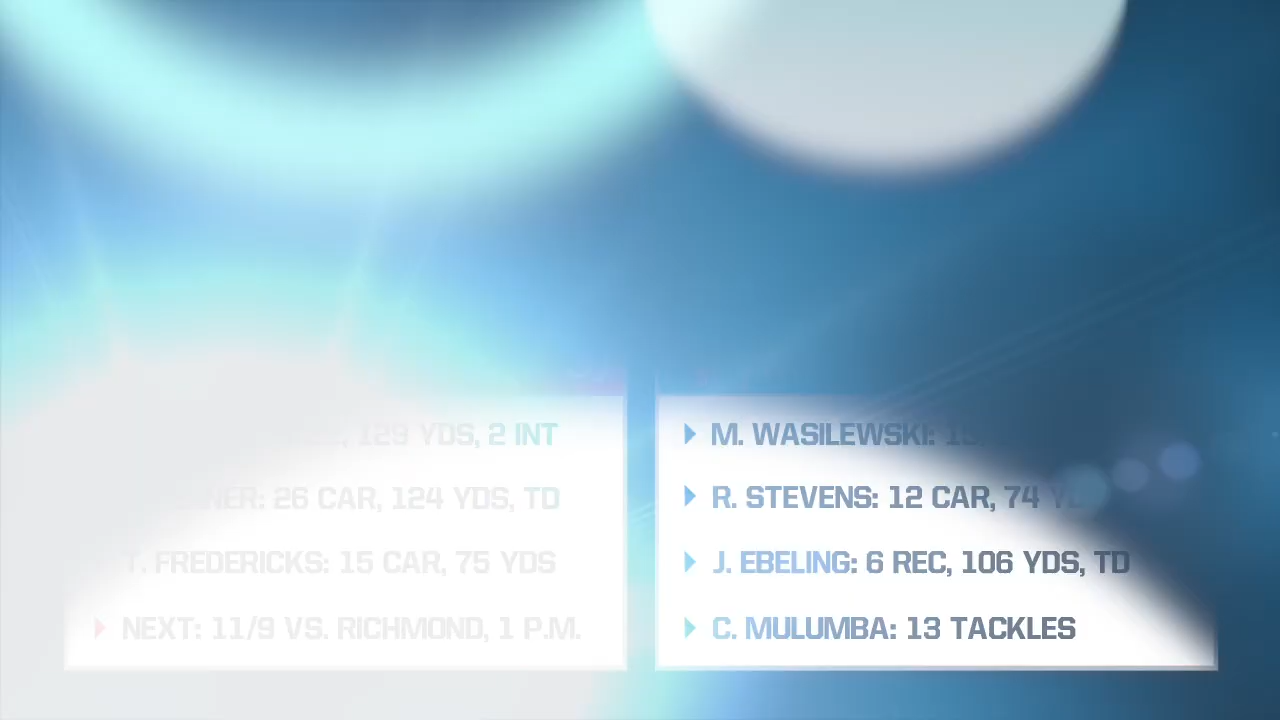 129 YDS, 2 INT
26 CAR, 124 YDS, TD
T. FREDERICKS: 15 CAR, 75 YDS
NEXT: 11/9 VS. RICHMOND, 1 P.M.
M. WASILEWSKI:
R. STEVENS: 12 CAR, 74
J. EBELING: 6 REC, 106 YDS, TD
C. MULUMBA: 13 TACKLES